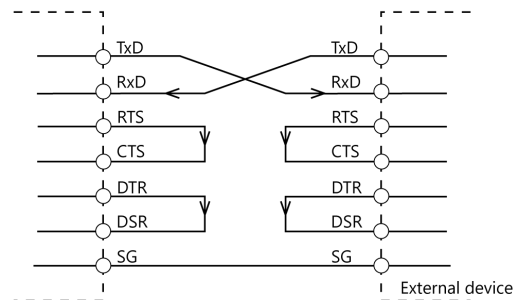 TxD TxD
RxD RxD
RTS RTS
CTS CTS
DTR DTR
DSR DSR
SG SG
External device